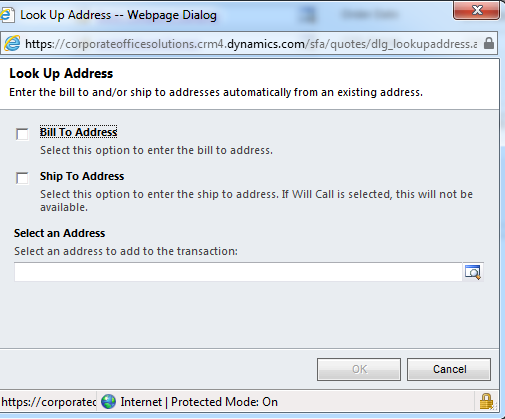 Look Up Address -- Webpage Dialog
https://corporateofficesolutions.crm4.dynamics.com/sfa/quotes/dlg_lookupaddress.a
Look Up Address
Enter the bill to and/or ship to addresses automatically from an existing address.
Bill To Address
Select this option to enter the bill to address.
Ship To Address
Select this option to enter the ship to address. If Will Call is selected, this will not be
available.
Select an Address
Select an address to add to the transaction:
OK Cancel
https://corporated Internet | Protected Mode: On